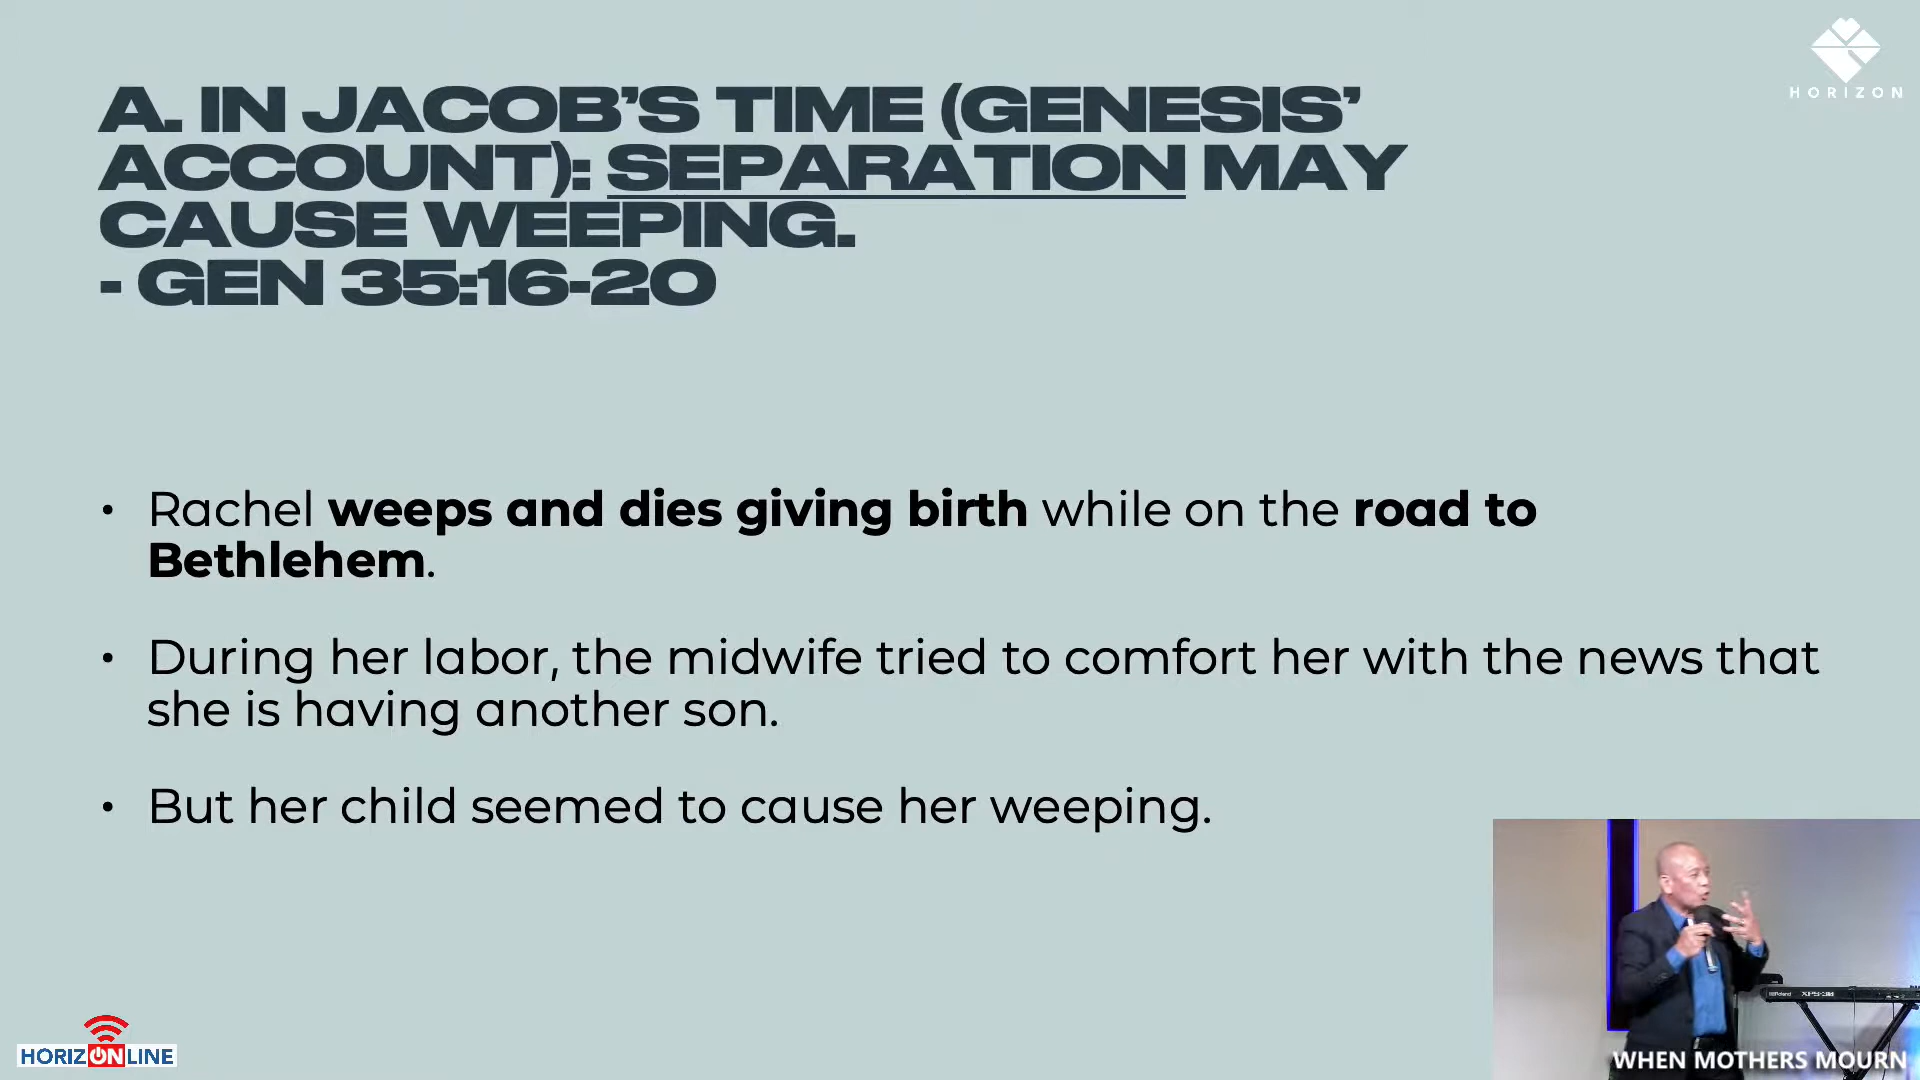 HORIZON
A. IN JACOB’S TIME (GENESIS’
ACCOUNT): SEPARATION MAY
CAUSE WEEPING.
- GEN 35:16-20
• Rachel weeps and dies giving birth while on the road to
Bethlehem.
• During her labor, the midwife tried to comfort her with the news that
she is having another son.
• But her child seemed to cause her weeping.
Roland
HORIZONLINE
WHEN MOTHERS MOURN